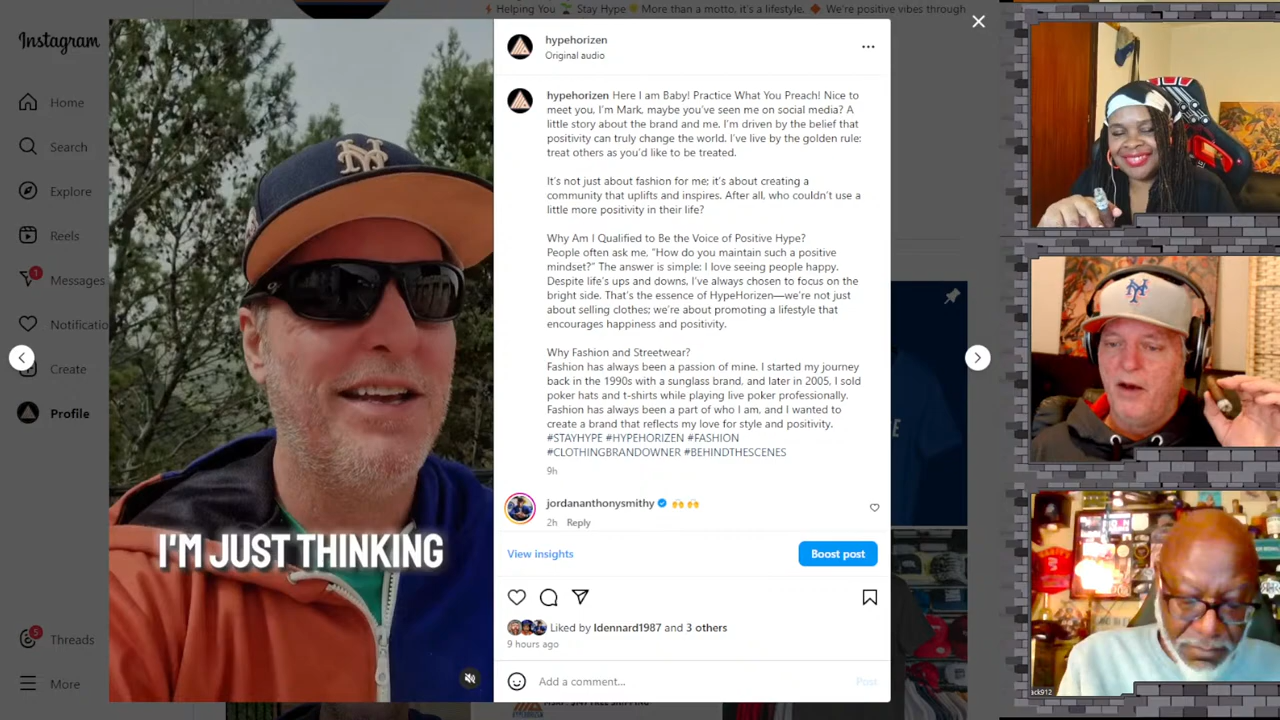 Helping You 🌱 Stay Hype ☀ More than a motto, it's a lifestyle. 🔸 We're positive vibes through
Instagram
Home
Search
Explore
Reels
1
Messages
Notificatio
Create
Profile
5
Threads
More
NY
I'M JUST THINKING
hypehorizen
Original audio
hypehorizen Here I am Baby! Practice What You Preach! Nice to
meet you, I'm Mark, maybe you've seen me on social media? A
little story about the brand and me. I'm driven by the belief that
positivity can truly change the world. I've live by the golden rule:
treat others as you'd like to be treated.
It's not just about fashion for me; it's about creating a
community that uplifts and inspires. After all, who couldn't use a
little more positivity in their life?
Why Am I Qualified to Be the Voice of Positive Hype?
People often ask me, "How do you maintain such a positive
mindset?" The answer is simple: I love seeing people happy.
Despite life's ups and downs, I've always chosen to focus on the
bright side. That's the essence of HypeHorizen—we're not just
about selling clothes; we're about promoting a lifestyle that
encourages happiness and positivity.
Why Fashion and Streetwear?
Fashion has always been a passion of mine. I started my journey
back in the 1990s with a sunglass brand, and later in 2005, I sold
poker hats and t-shirts while playing live poker professionally.
Fashion has always been a part of who I am, and I wanted to
create a brand that reflects my love for style and positivity.
#STAYHYPE #HYPEHORIZEN #FASHION
#CLOTHINGBRANDOWNER #BEHINDTHESCENES
9h
jordananthonysmithy 🙌 🙌
2h Reply
View insights
Boost post
Liked by ldennard1987 and 3 others
9 hours ago
Add a comment...
Post
NY
ack912